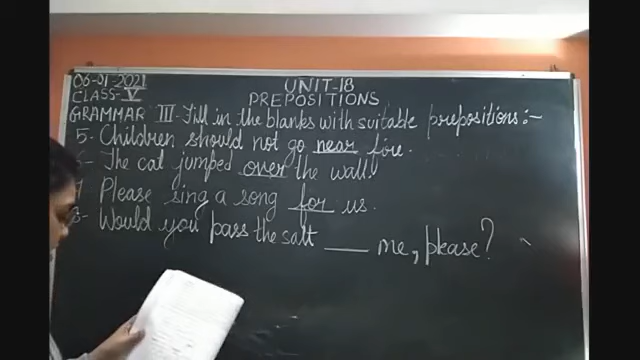 06-01-2021
UNIT-18
CLASS-V
PREPOSITIONS
GRAMMAR III. Fill in the blanks with suitable prepositions:-
5- Children should not go near fire.
The cat jumped over the wall.
Please sing a song for us.
8- Would you pass the salt ___ me, please?